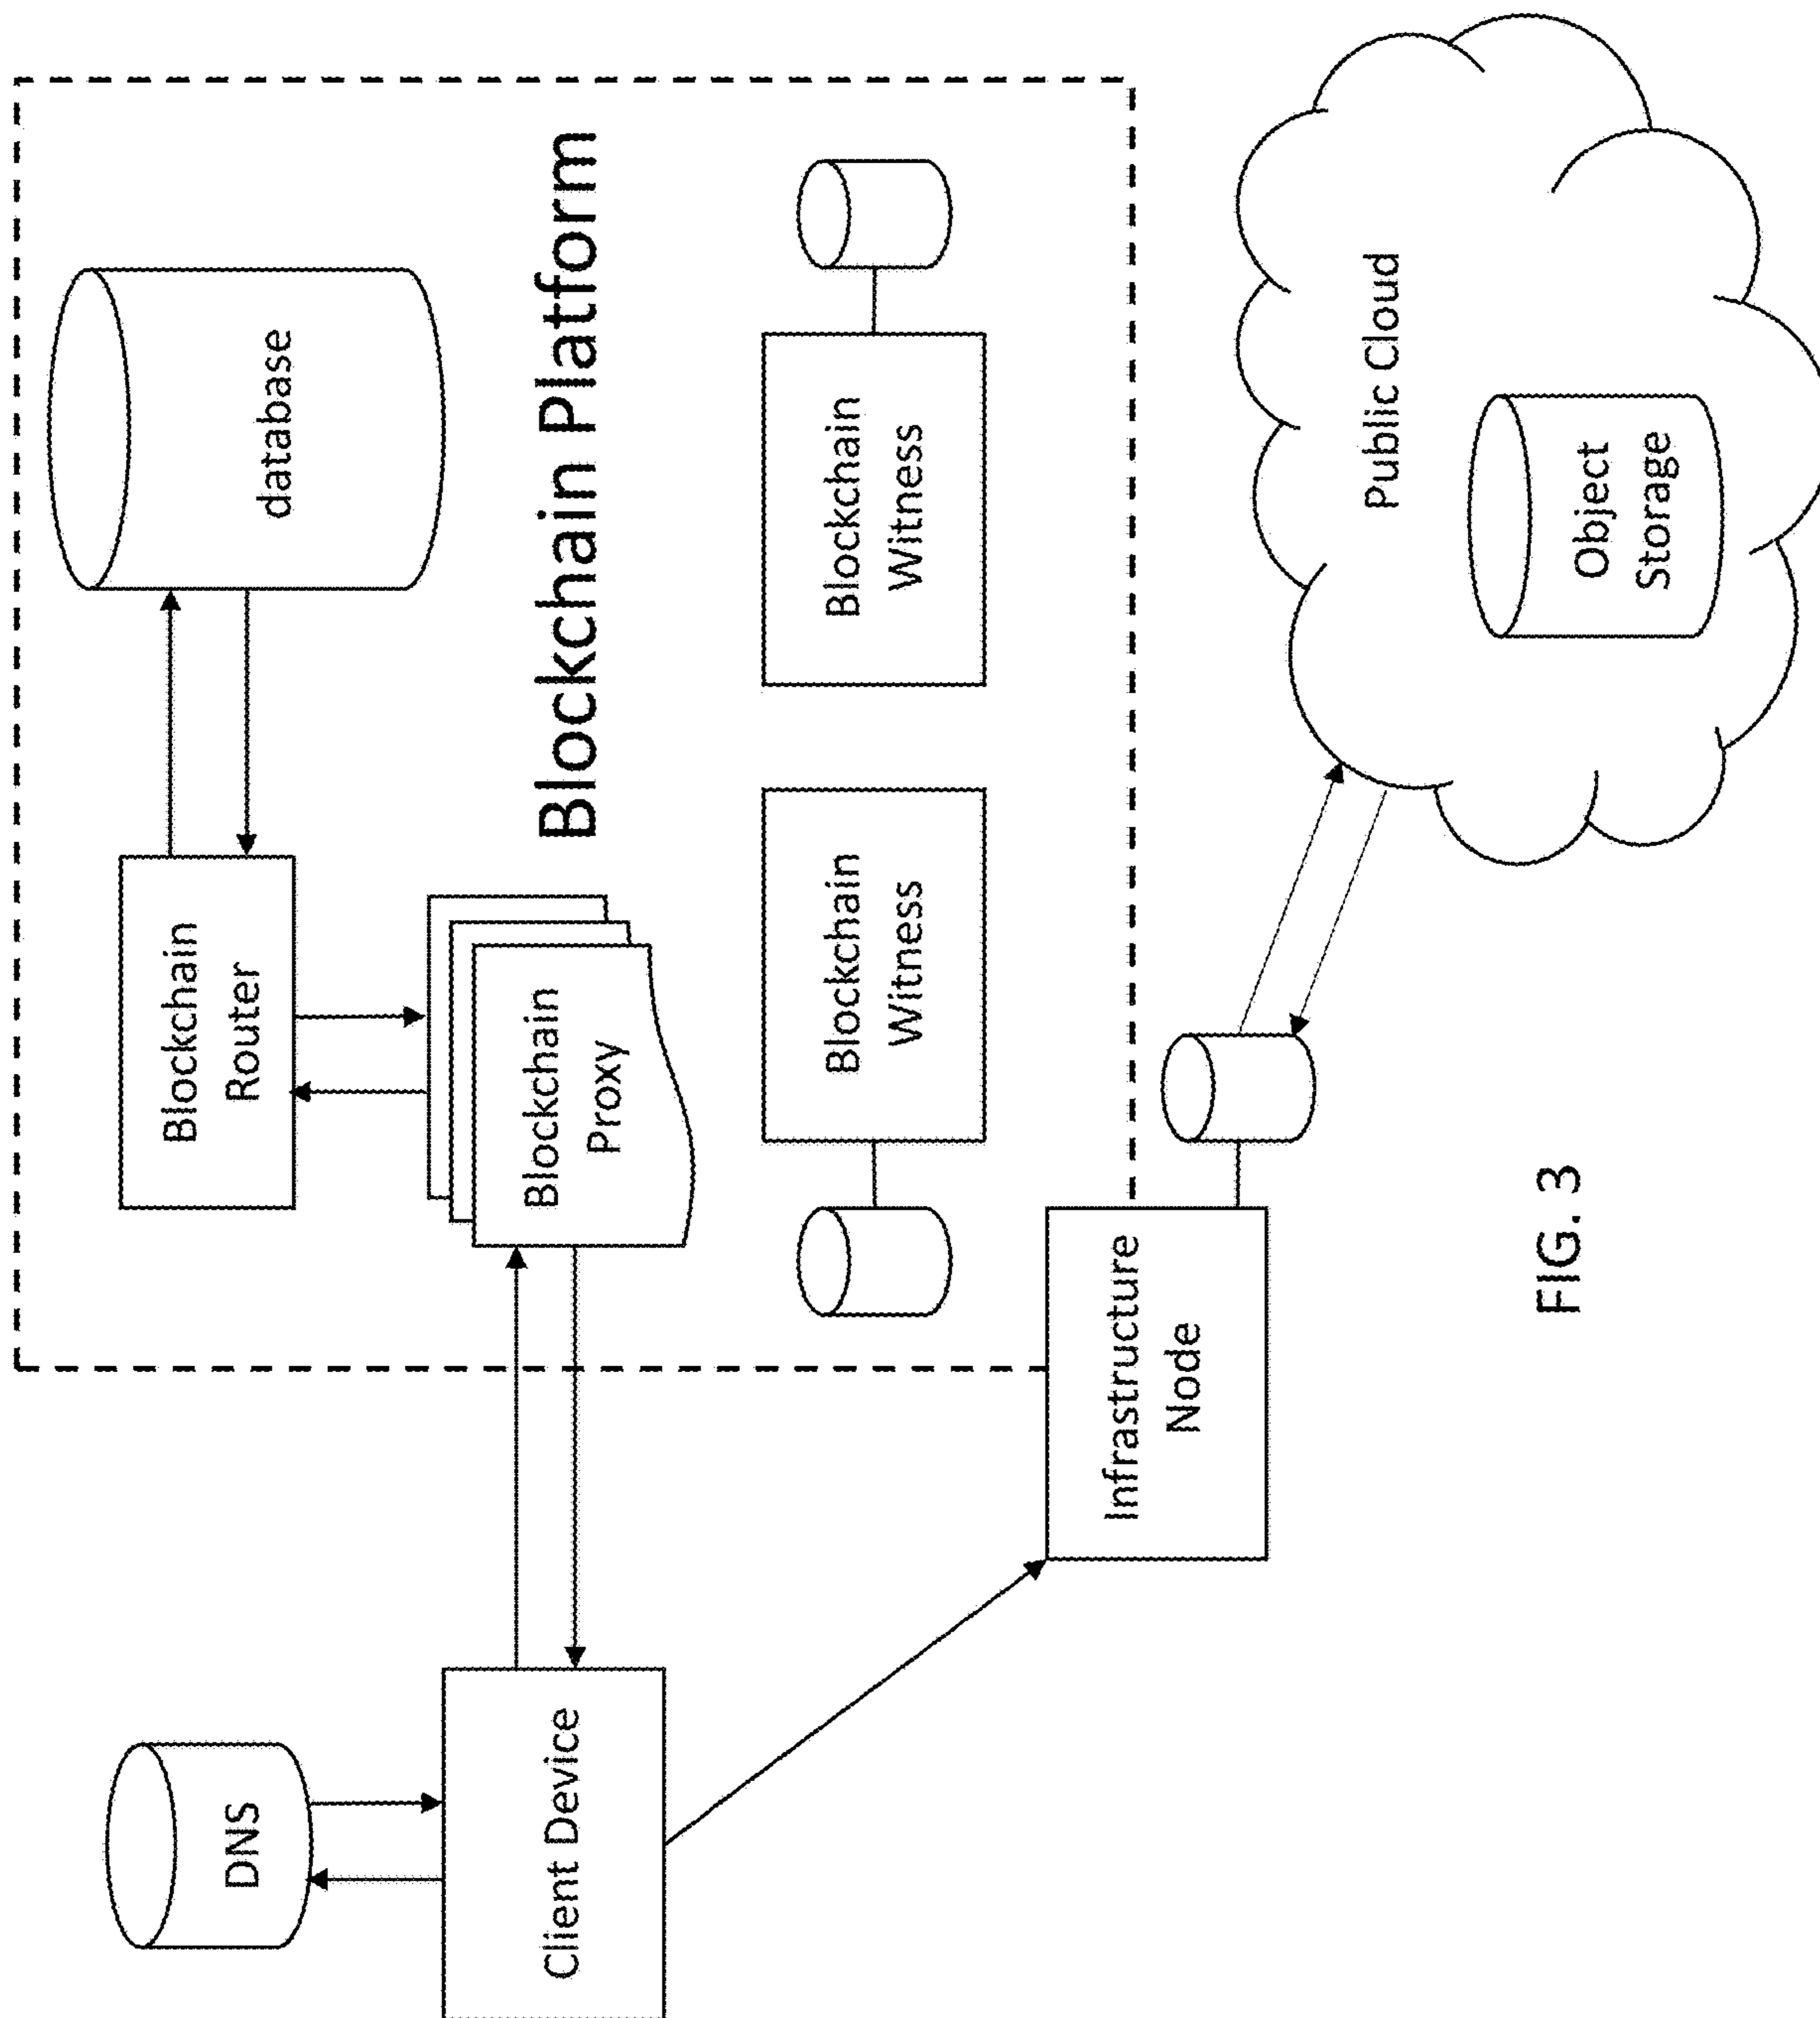 DNS
Client Device
Blockchain
Router
database
Blockchain
Proxy
Blockchain Platform
Blockchain
Witness
Blockchain
Witness
Infrastructure
Node
Public Cloud
Object
Storage
FIG. 3